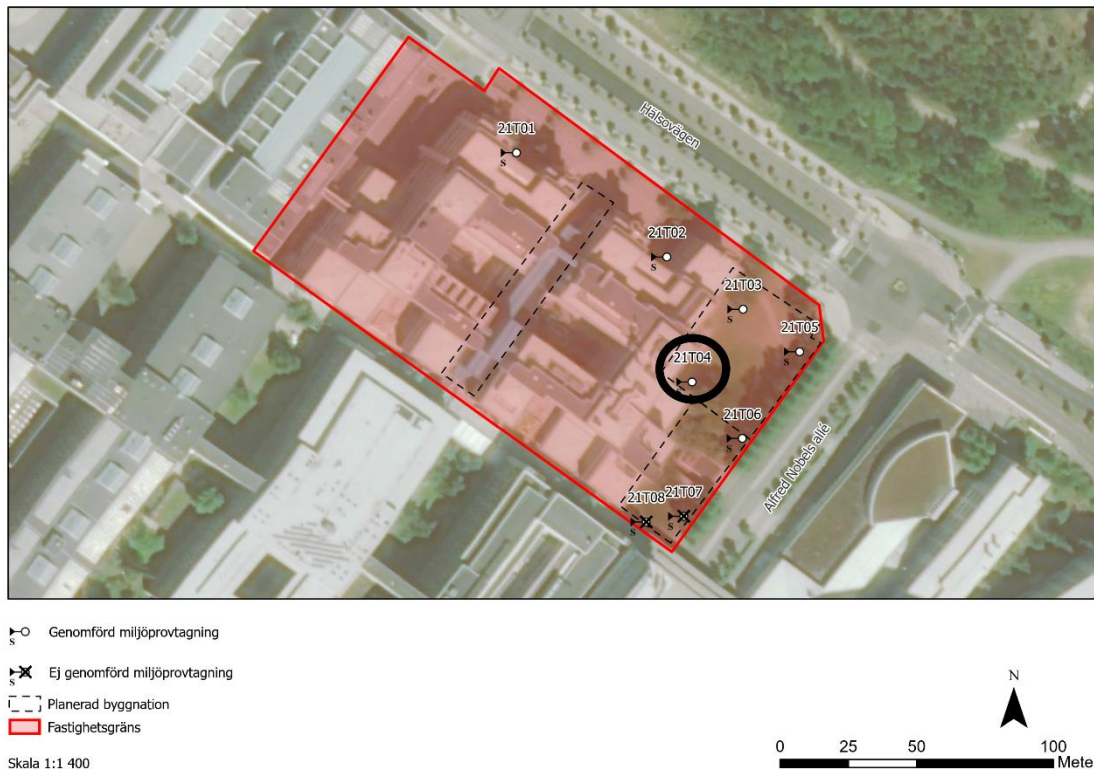 21T01
Hälsovägen
21T02
21T03
21T05
21T04
21T06
Alfred Nobels allé
21T08
21T07
S
S
S
S
S
S
S
S
S Genomförd miljöprovtagning
S Ej genomförd miljöprovtagning
Planerad byggnation
Fastighetsgräns
Skala 1:1 400
N
0 25 50 100
Mete